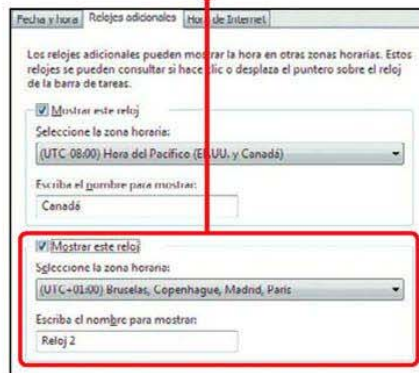 Fecha y hora Relojes adicionales Hora de Internet
Los relojes adicionales pueden mostrar la hora en otras zonas horarias. Estos
relojes se pueden consultar si hace clic o desplaza el puntero sobre el reloj
de la barra de tareas.
Mostrar este reloj
Seleccione la zona horaria:
(UTC-08:00) Hora del Pacífico (EE.UU. y Canadá)
Escriba el nombre para mostrar:
Canadá
Mostrar este reloj
Seleccione la zona horaria:
(UTC+01:00) Bruselas, Copenhague, Madrid, París
Escriba el nombre para mostrar:
Reloj 2